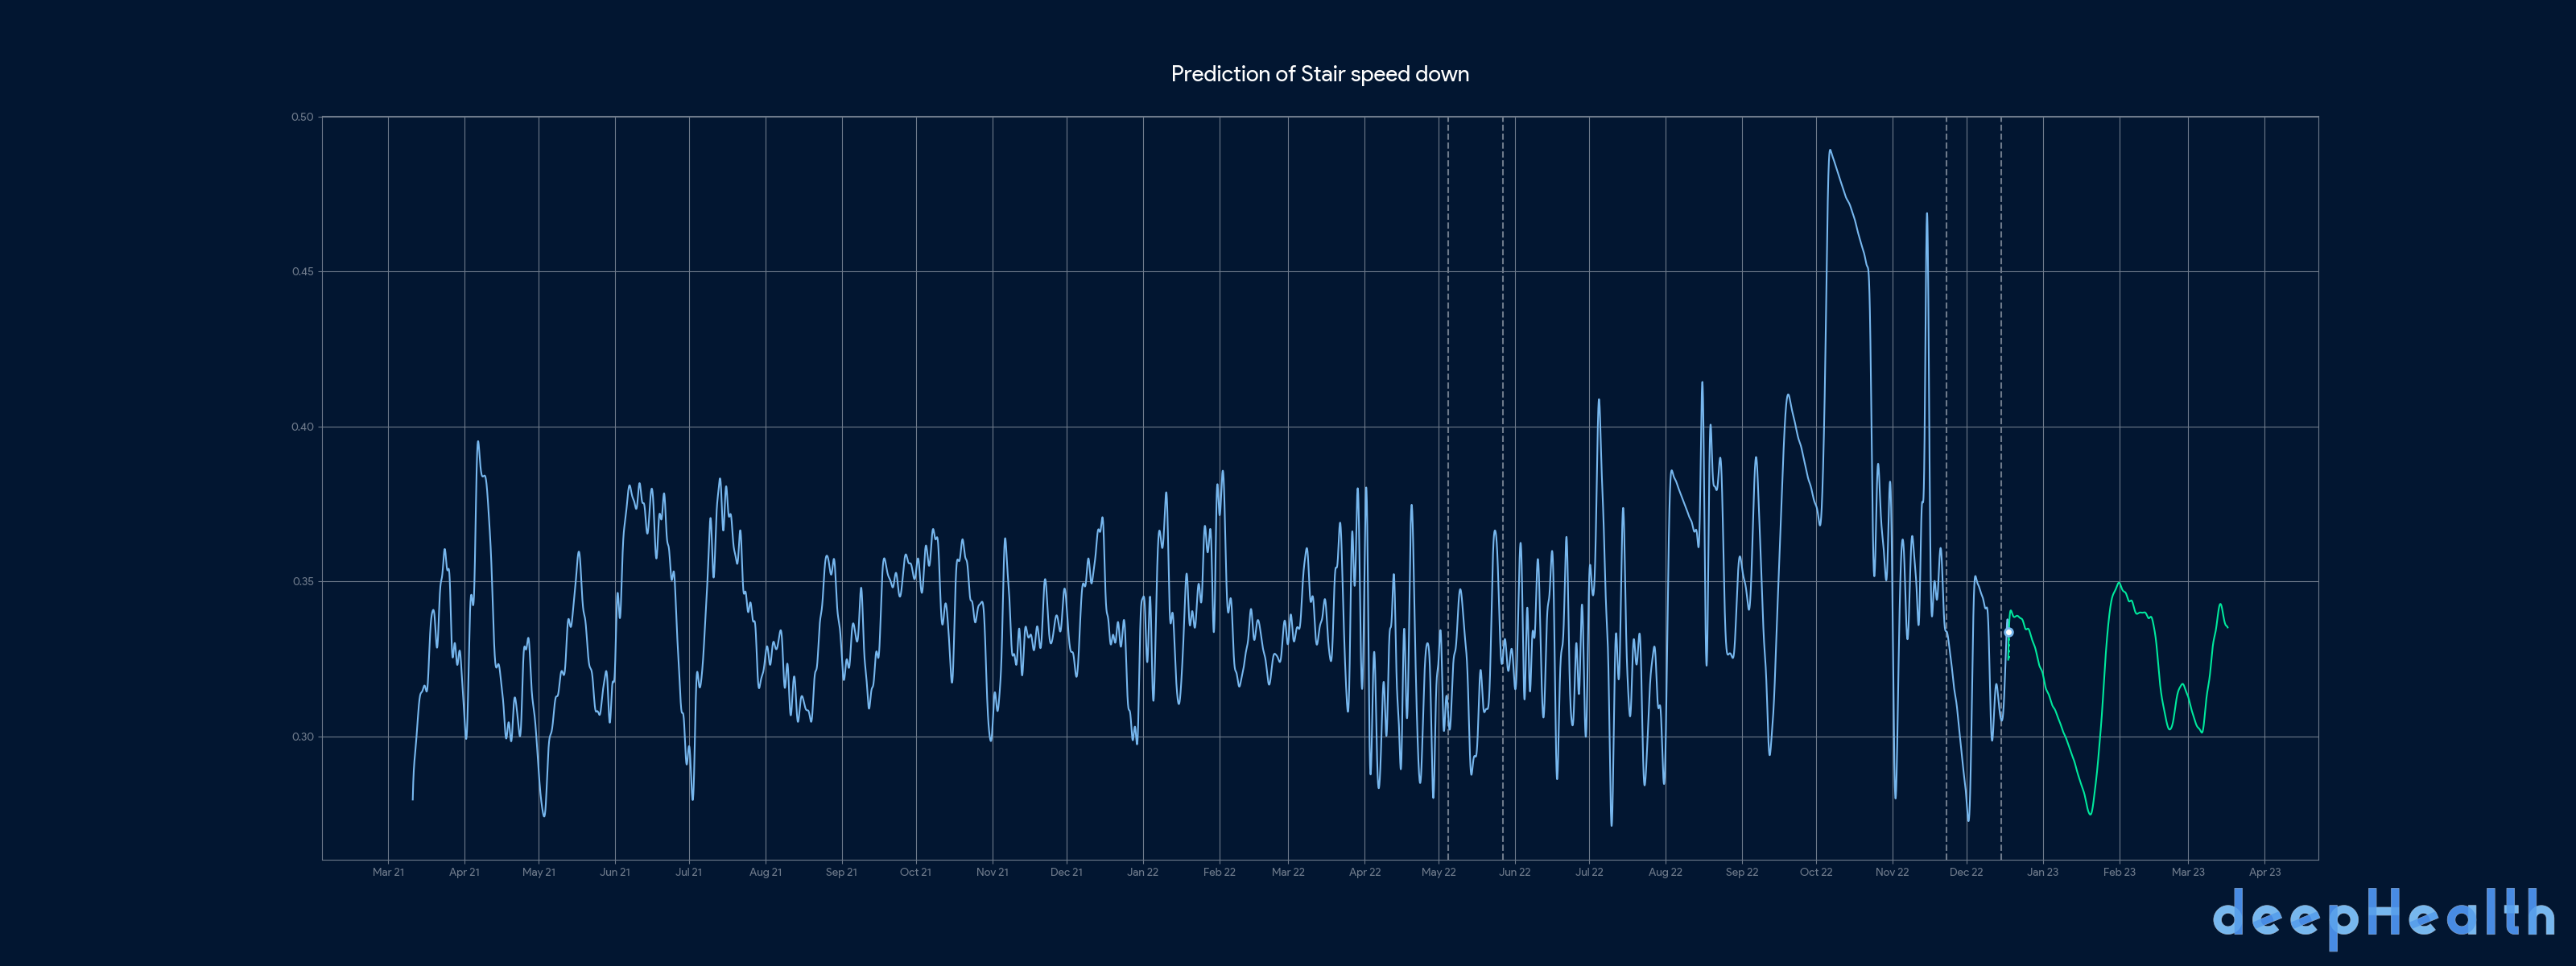 Prediction of Stair speed down
0.50
0.45
0.40
0.35
0.30
Mar 21 Apr 21 May 21 Jun 21 Jul 21 Aug 21 Sep 21 Oct 21 Nov 21 Dec 21 Jan 22 Feb 22 Mar 22 Apr 22 May 22 Jun 22 Jul 22 Aug 22 Sep 22 Oct 22 Nov 22 Dec 22 Jan 23 Feb 23 Mar 23 Apr 23
deepHealth